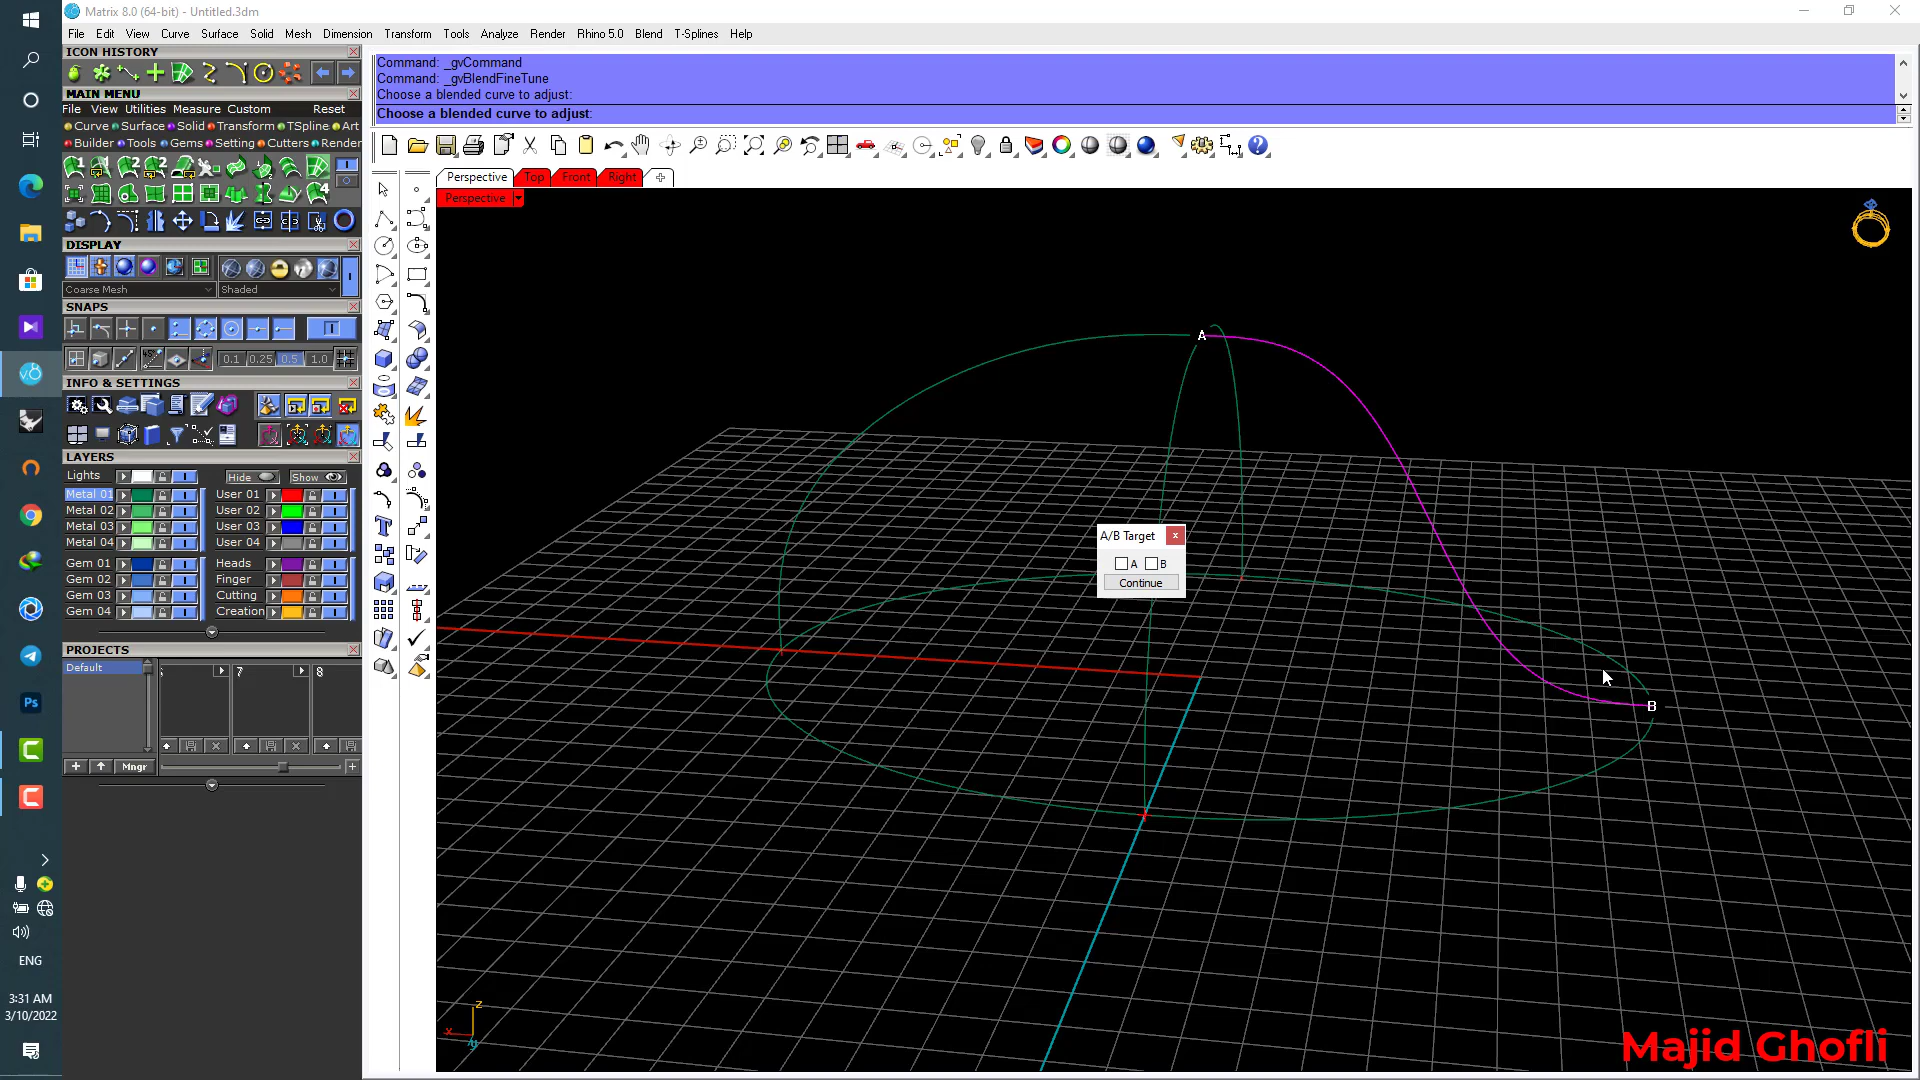 Matrix 8.0 (64-bit) - Untitled.3dm
File Edit View Curve Surface Solid Mesh Dimension Transform Tools Analyze Render Rhino 5.0 Blend T-Splines Help
ICON HISTORY
MAIN MENU
File View Utilities Measure Custom Reset
Curve Surface Solid Transform TSpline Art
Builder Tools Gems Setting Cutters Render
DISPLAY
Coarse Mesh Shaded
SNAPS
0.1 0.25 0.5 1.0
INFO & SETTINGS
LAYERS
Lights Hide Show
Metal 01 User 01
Metal 02 User 02
Metal 03 User 03
Metal 04 User 04
Gem 01 Heads
Gem 02 Finger
Gem 03 Cutting
Gem 04 Creation
PROJECTS
Default
7 8
Mngr
Command: _gvCommand
Command: _gvBlendFineTune
Choose a blended curve to adjust:
Choose a blended curve to adjust:
Perspective Top Front Right
Perspective
A
A/B Target
A B
Continue
B
z
x
y
ENG
3:31 AM
3/10/2022
Majid Ghofli